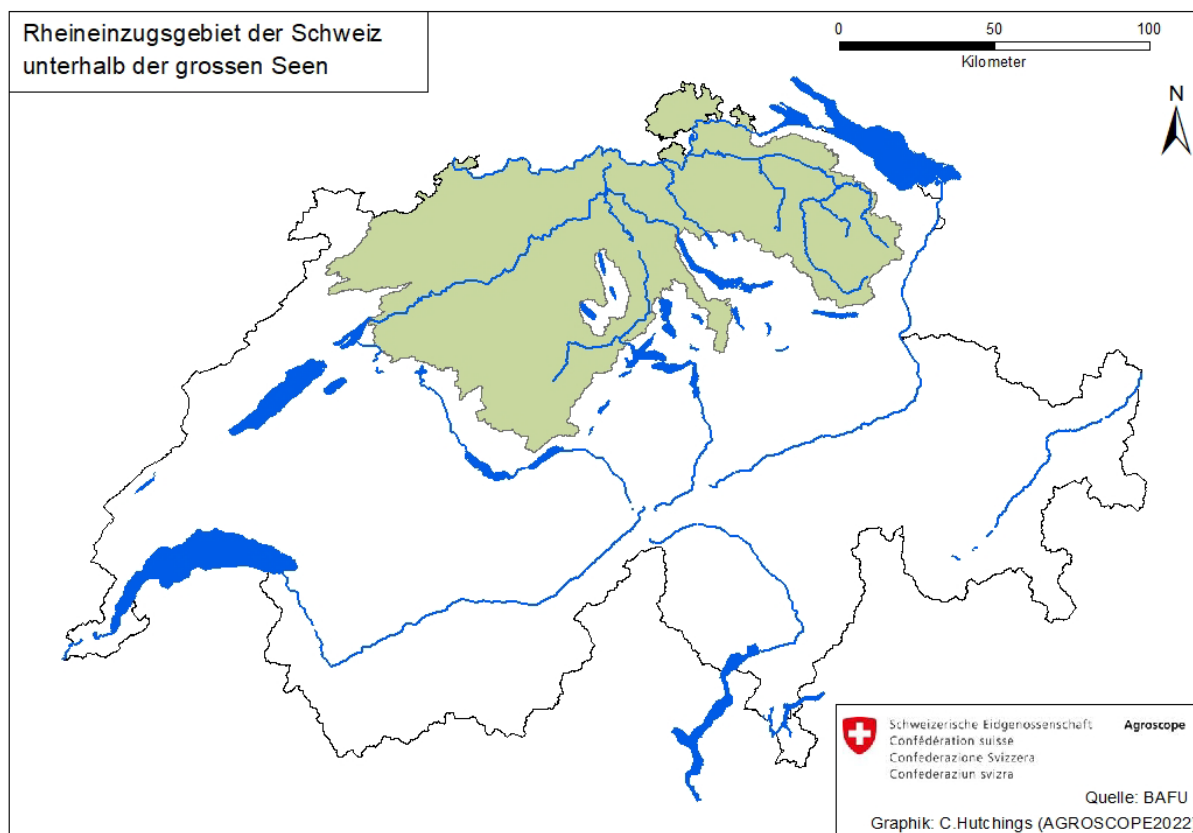 Rheineinzugsgebiet der Schweiz
unterhalb der grossen Seen
0 50 100
Kilometer
N
Schweizerische Eidgenossenschaft Agroscope
Confédération suisse
Confederazione Svizzera
Confederaziun svizra
Quelle: BAFU
Graphik: C.Hutchings (AGROSCOPE2022)